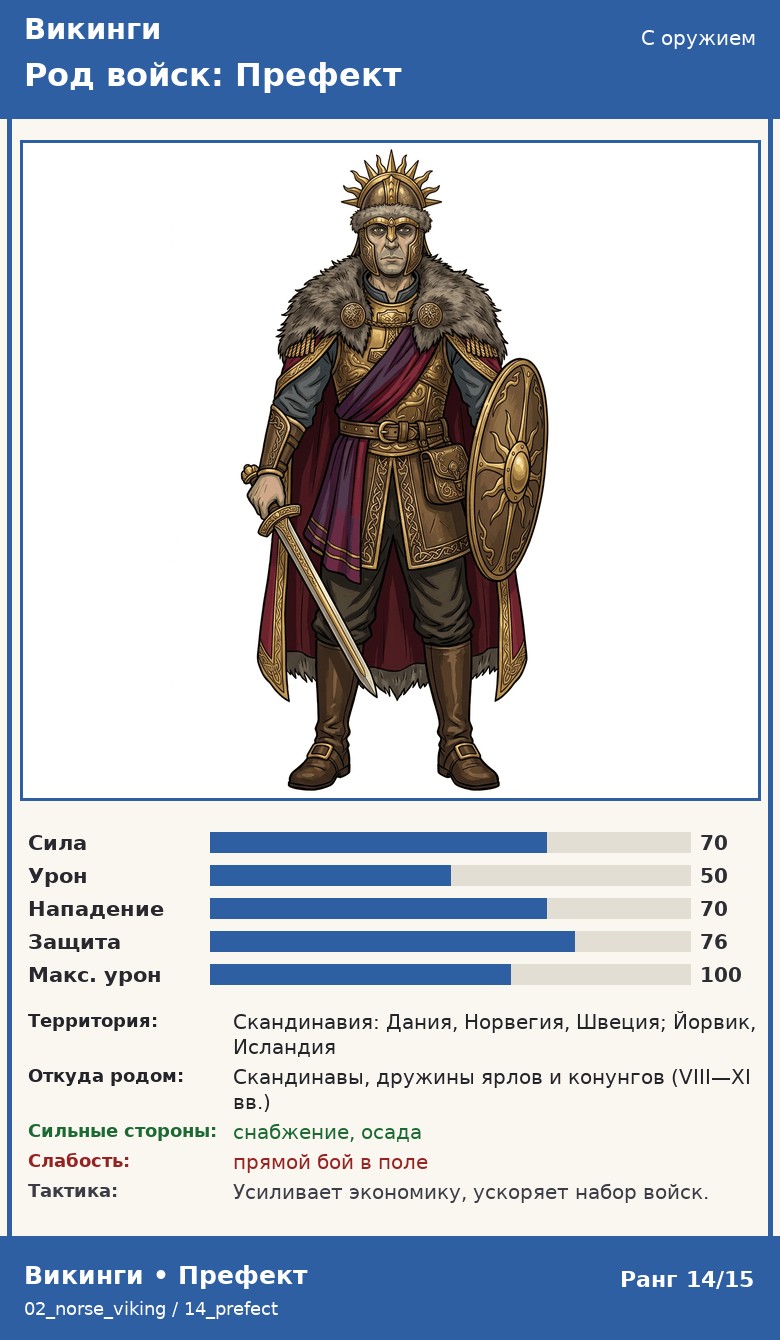 Викинги
С оружием
Род войск: Префект
Сила 70
Урон 50
Нападение 70
Защита 76
Макс. урон 100
Территория: Скандинавия: Дания, Норвегия, Швеция; Йорвик,
Исландия
Откуда родом: Скандинавы, дружины ярлов и конунгов (VIII—XI
вв.)
Сильные стороны: снабжение, осада
Слабость: прямой бой в поле
Тактика: Усиливает экономику, ускоряет набор войск.
Викинги • Префект
Ранг 14/15
02_norse_viking / 14_prefect